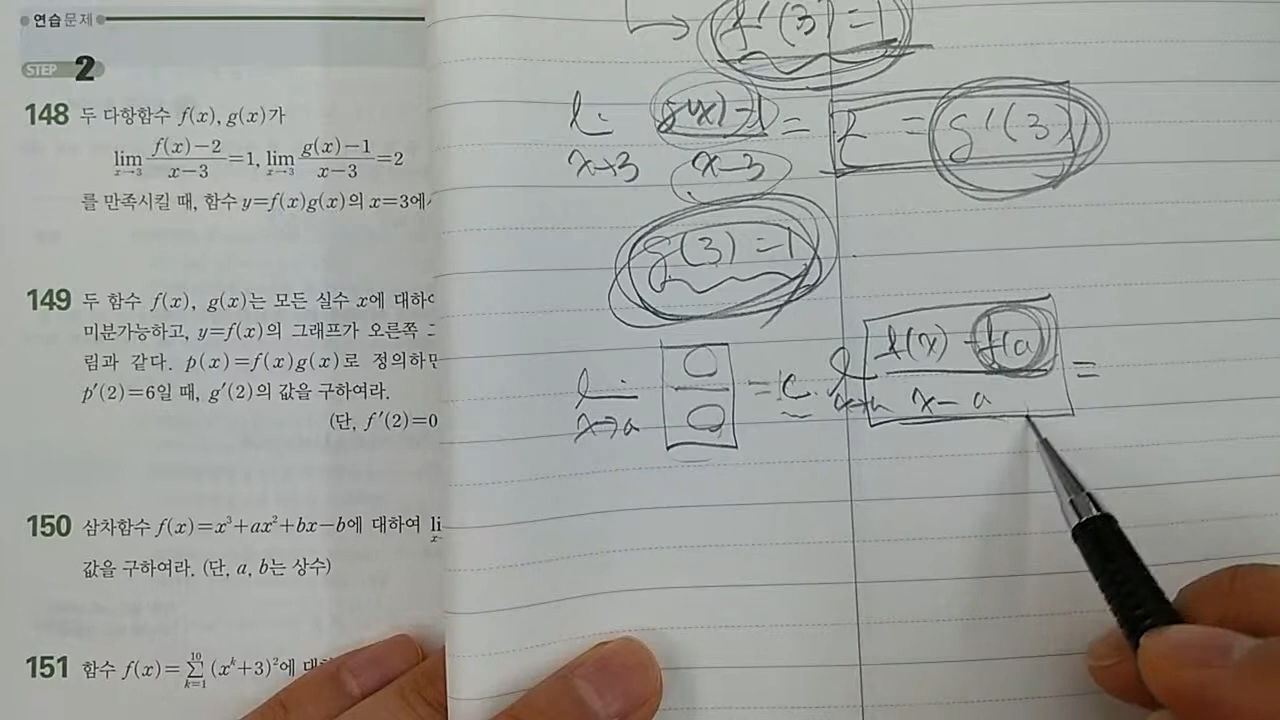 연습문제
STEP 2
148 두 다항함수 f(x), g(x)가
lim x→3 f(x)−2 / x−3 =1, lim x→3 g(x)−1 / x−3 =2
를 만족시킬 때, 함수 y=f(x)g(x)의 x=3에
149 두 함수 f(x), g(x)는 모든 실수 x에 대하여
미분가능하고, y=f(x)의 그래프가 오른쪽 그
림과 같다. p(x)=f(x)g(x)로 정의하면
p′(2)=6일 때, g′(2)의 값을 구하여라.
(단, f′(2)=0
150 삼차함수 f(x)=x³+ax²+bx−b에 대하여 li
값을 구하여라. (단, a, b는 상수)
151 함수 f(x)= 10 Σ k=1 (xᵏ+3)²에 대
f'(3)=1
x→3 g(x)-1 / x-3 = 2 = g'(3)
g(3)=1
x→a 0 / 0 = c. x→a f(x)-f(a) / x-a =